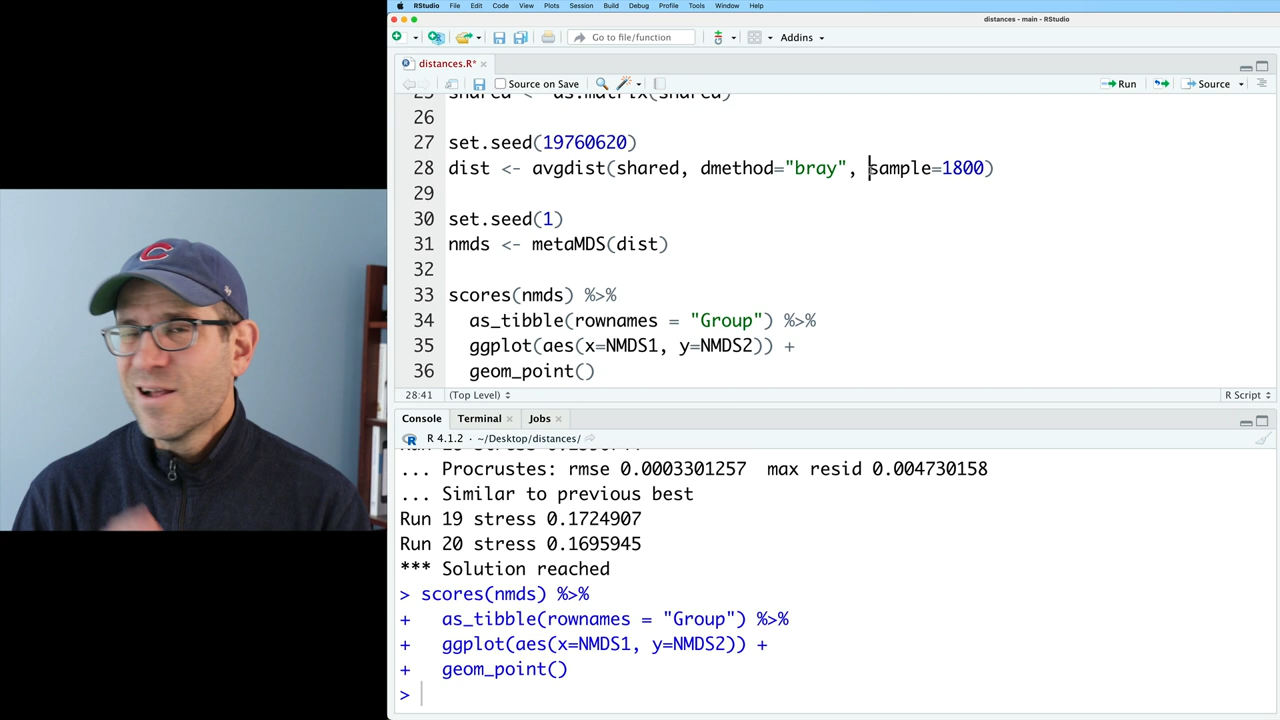 RStudio File Edit Code View Plots Session Build Debug Profile Tools Window Help
distances - main - RStudio
Go to file/function Addins
distances.R*
Source on Save Run Source
25 shared <- as.matrix(shared)
26
27 set.seed(19760620)
28 dist <- avgdist(shared, dmethod="bray", sample=1800)
29
30 set.seed(1)
31 nmds <- metaMDS(dist)
32
33 scores(nmds) %>%
34 as_tibble(rownames = "Group") %>%
35 ggplot(aes(x=NMDS1, y=NMDS2)) +
36 geom_point()
28:41 (Top Level) R Script
Console Terminal Jobs
R 4.1.2 · ~/Desktop/distances/
... Procrustes: rmse 0.0003301257 max resid 0.004730158
... Similar to previous best
Run 19 stress 0.1724907
Run 20 stress 0.1695945
*** Solution reached
> scores(nmds) %>%
+ as_tibble(rownames = "Group") %>%
+ ggplot(aes(x=NMDS1, y=NMDS2)) +
+ geom_point()
>
C